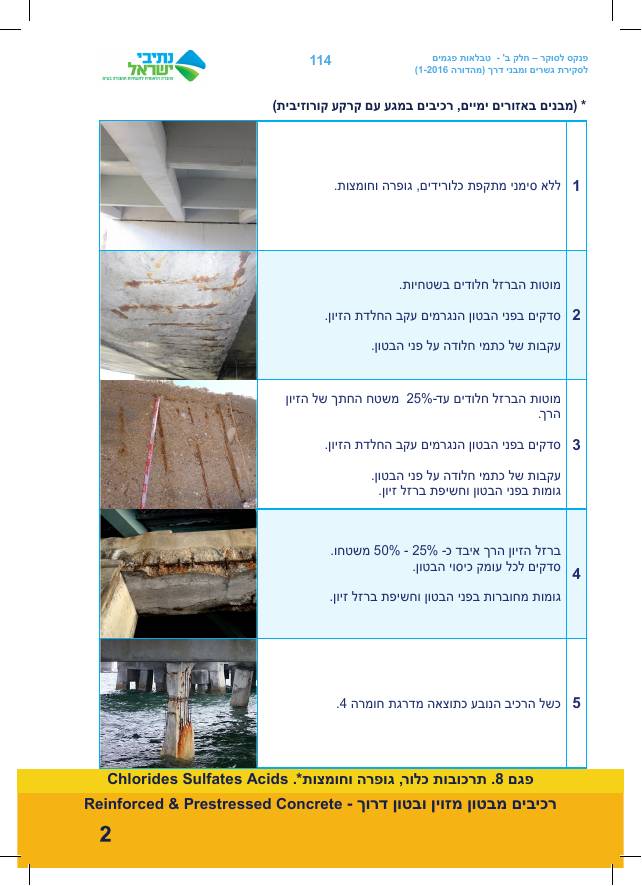 נתיבי
ישראל
114
פנקס לסוקר – חלק ב' - טבלאות פגמים
לסקירת גשרים ומבני דרך (מהדורה 1-2016)
* (מבנים באזורים ימיים, רכיבים במגע עם קרקע קורוזיבית)
1
ללא סימני מתקפת כלורידים, גופרה וחומצות.
2
מוטות הברזל חלודים בשטחיות.
סדקים בפני הבטון הנגרמים עקב החלדת הזיון.
עקבות של כתמי חלודה על פני הבטון.
3
מוטות הברזל חלודים עד-25% משטח החתך של הזיון
הרך.
סדקים בפני הבטון הנגרמים עקב החלדת הזיון.
עקבות של כתמי חלודה על פני הבטון.
גומות בפני הבטון וחשיפת ברזל זיון.
4
ברזל הזיון הרך איבד כ- 25% - 50% משטחו.
סדקים לכל עומק כיסוי הבטון.
גומות מחוברות בפני הבטון וחשיפת ברזל זיון.
5
כשל הרכיב הנובע כתוצאה מדרגת חומרה 4.
פגם 8. תרכובות כלור, גופרה וחומצות*. Chlorides Sulfates Acids
רכיבים מבטון מזוין ובטון דרוך - Reinforced & Prestressed Concrete
2